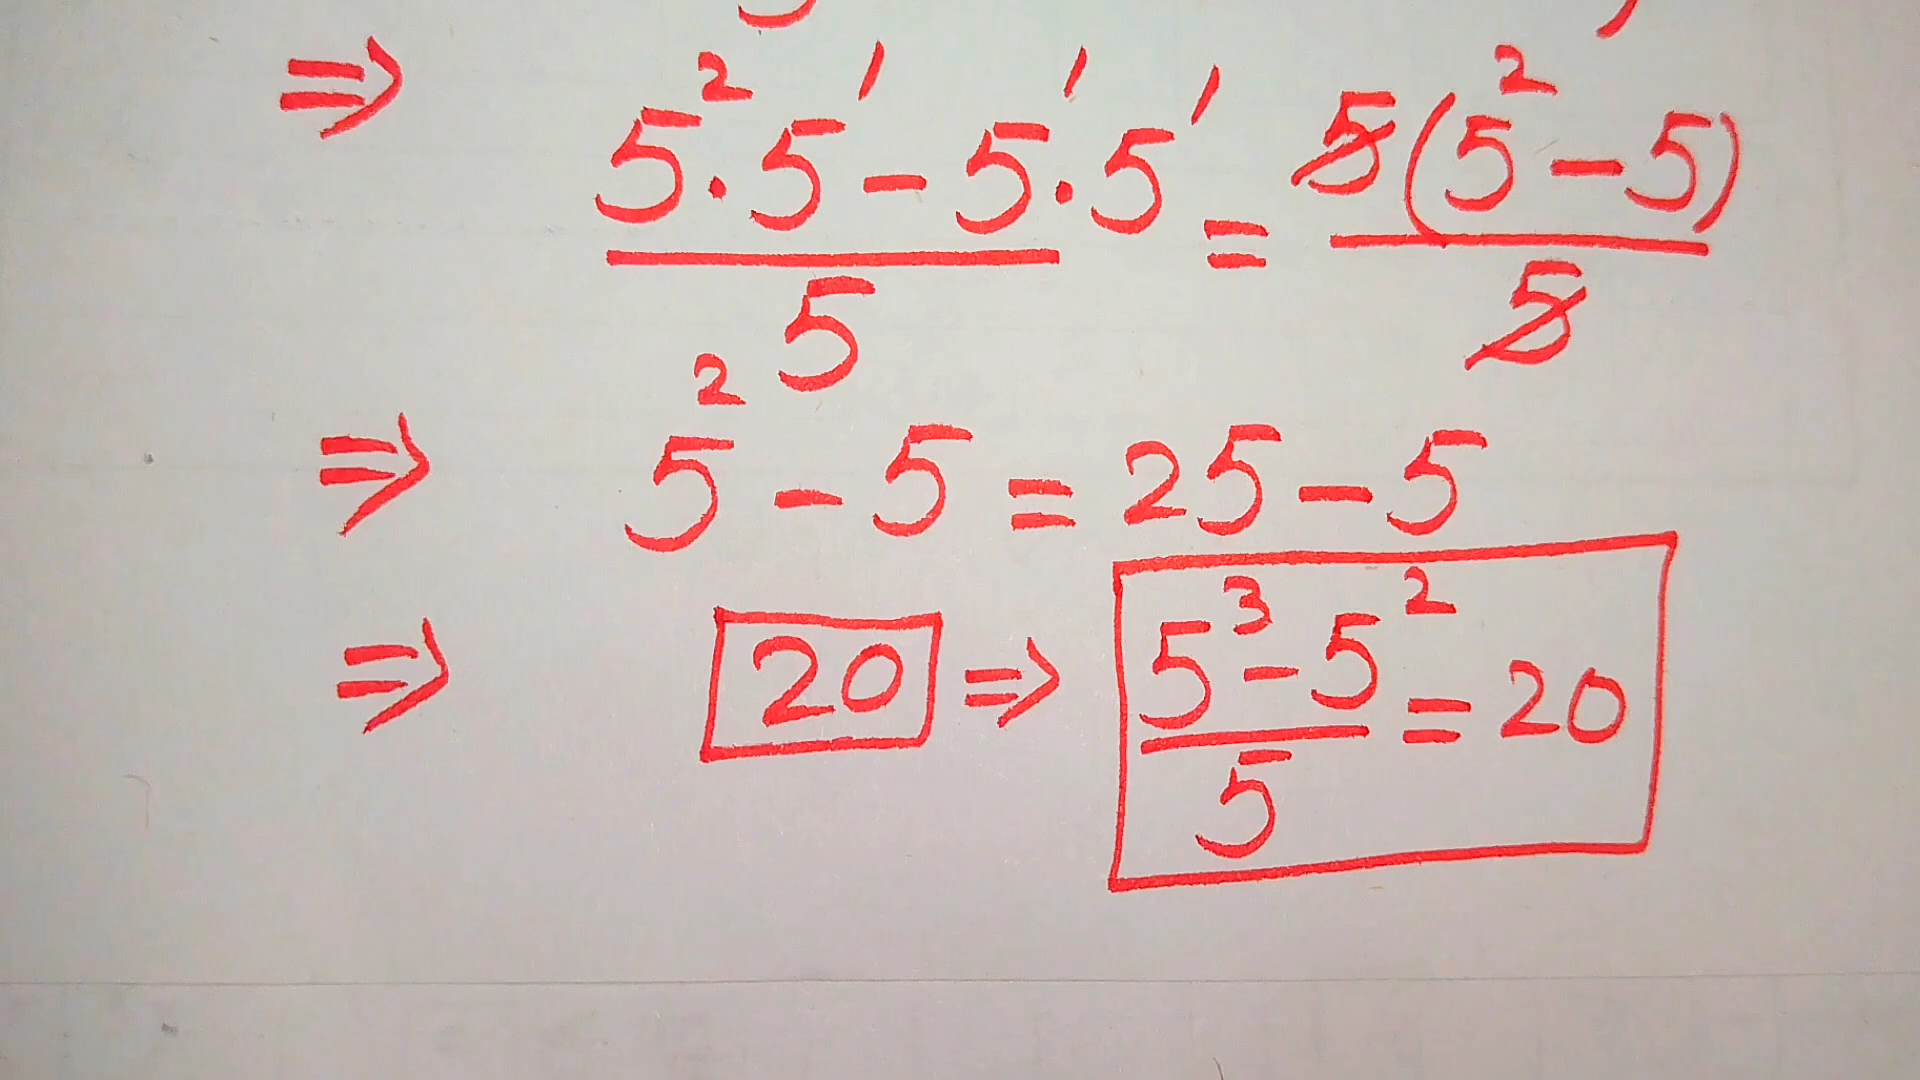 ⇒ (5²·5¹ - 5¹·5¹)/5 = 5(5² - 5)/5
⇒ 5² - 5 = 25 - 5
⇒ 20 ⇒ (5³ - 5²)/5 = 20